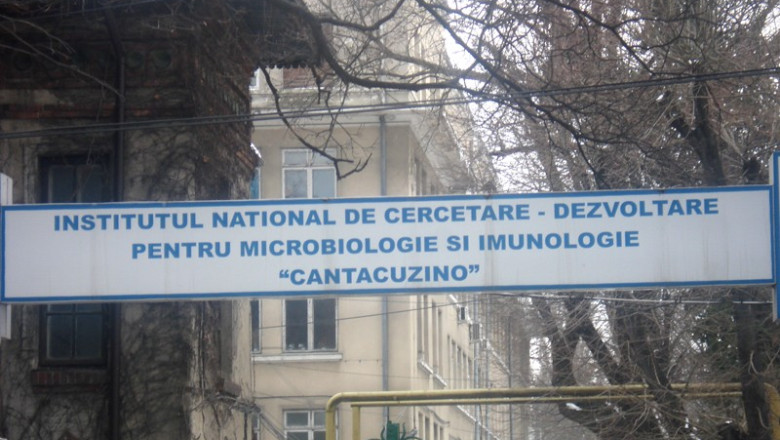 INSTITUTUL NATIONAL DE CERCETARE - DEZVOLTARE
PENTRU MICROBIOLOGIE SI IMUNOLOGIE
“CANTACUZINO”